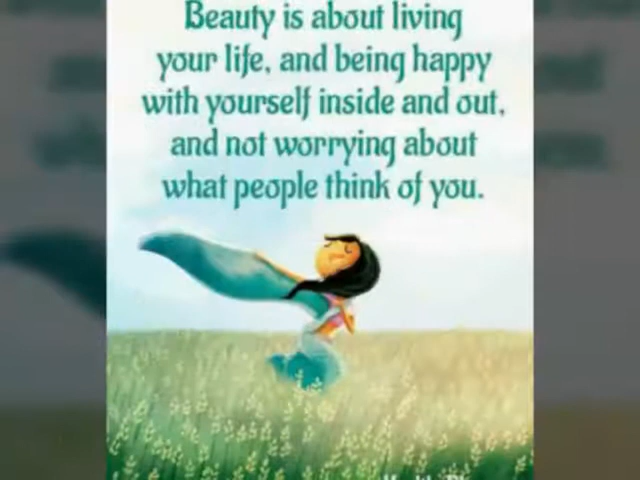 Beauty is about living
your life, and being happy
with yourself inside and out,
and not worrying about
what people think of you.